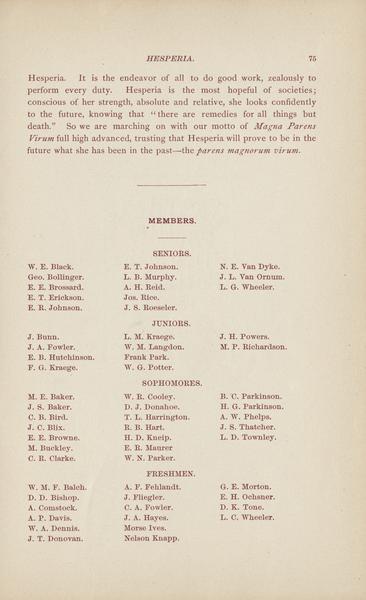 HESPERIA. 75
Hesperia. It is the endeavor of all to do good work, zealously to
perform every duty. Hesperia is the most hopeful of societies;
conscious of her strength, absolute and relative, she looks confidently
to the future, knowing that "there are remedies for all things but
death." So we are marching on with our motto of Magna Parens
Virum full high advanced, trusting that Hesperia will prove to be in the
future what she has been in the past—the parens magnorum virum.
MEMBERS.
SENIORS.
W. E. Black. E. T. Johnson. N. E. Van Dyke.
Geo. Bollinger. L. B. Murphy. J. L. Van Ornum.
E. E. Brossard. A. H. Reid. L. G. Wheeler.
E. T. Erickson. Jos. Rice.
E. R. Johnson. J. S. Roeseler.
JUNIORS.
J. Bunn. L. M. Kraege. J. H. Powers.
J. A. Fowler. W. M. Langdon. M. P. Richardson.
E. B. Hutchinson. Frank Park.
F. G. Kraege. W. G. Potter.
SOPHOMORES.
M. E. Baker. W. R. Cooley. B. C. Parkinson.
J. S. Baker. D. J. Donahoe. H. G. Parkinson.
C. B. Bird. T. L. Harrington. A. W. Phelps.
J. C. Blix. R. B. Hart. J. S. Thatcher.
E. E. Browne. H. D. Kneip. L. D. Townley.
M. Buckley. E. R. Maurer
C. R. Clarke. W. N. Parker.
FRESHMEN.
W. M. F. Balch. A. F. Fehlandt. G. E. Morton.
D. D. Bishop. J. Fliegler. E. H. Ochsner.
A. Comstock. C. A. Fowler. D. K. Tone.
A. P. Davis. J. A. Hayes. L. C. Wheeler.
W. A. Dennis. Morse Ives.
J. T. Donovan. Nelson Knapp.